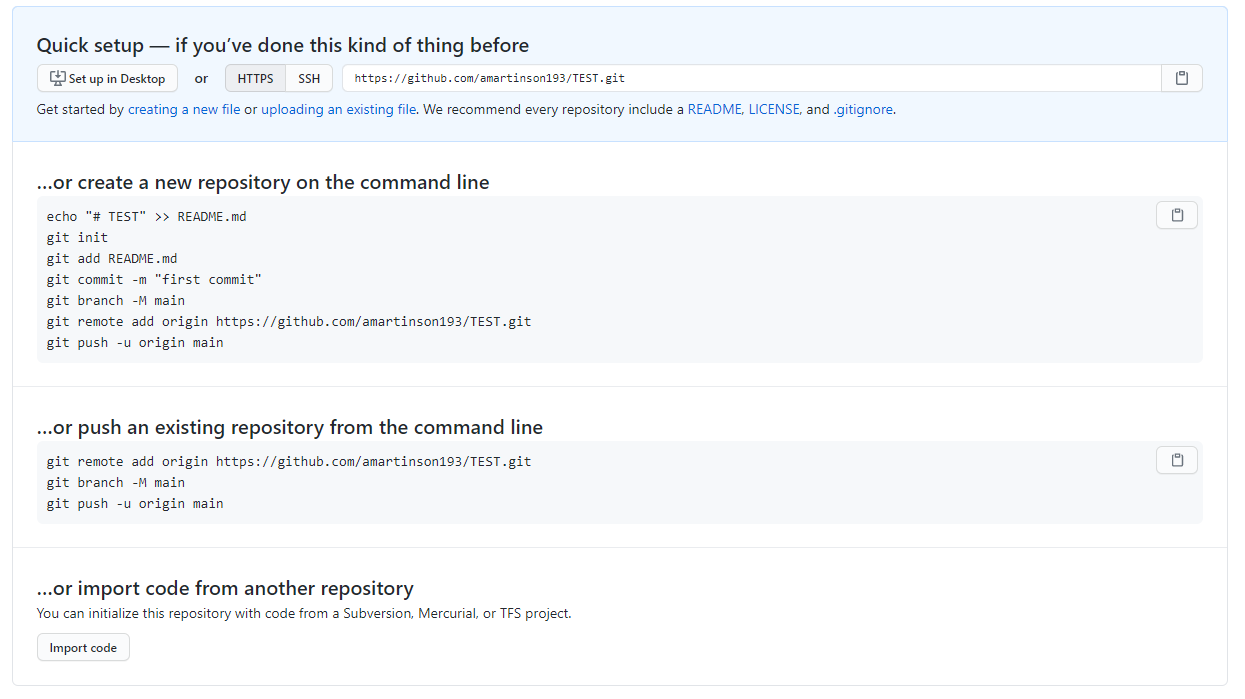 Quick setup — if you’ve done this kind of thing before
Set up in Desktop or HTTPS SSH https://github.com/amartinson193/TEST.git
Get started by creating a new file or uploading an existing file. We recommend every repository include a README, LICENSE, and .gitignore.
…or create a new repository on the command line
echo "# TEST" >> README.md
git init
git add README.md
git commit -m "first commit"
git branch -M main
git remote add origin https://github.com/amartinson193/TEST.git
git push -u origin main
…or push an existing repository from the command line
git remote add origin https://github.com/amartinson193/TEST.git
git branch -M main
git push -u origin main
…or import code from another repository
You can initialize this repository with code from a Subversion, Mercurial, or TFS project.
Import code